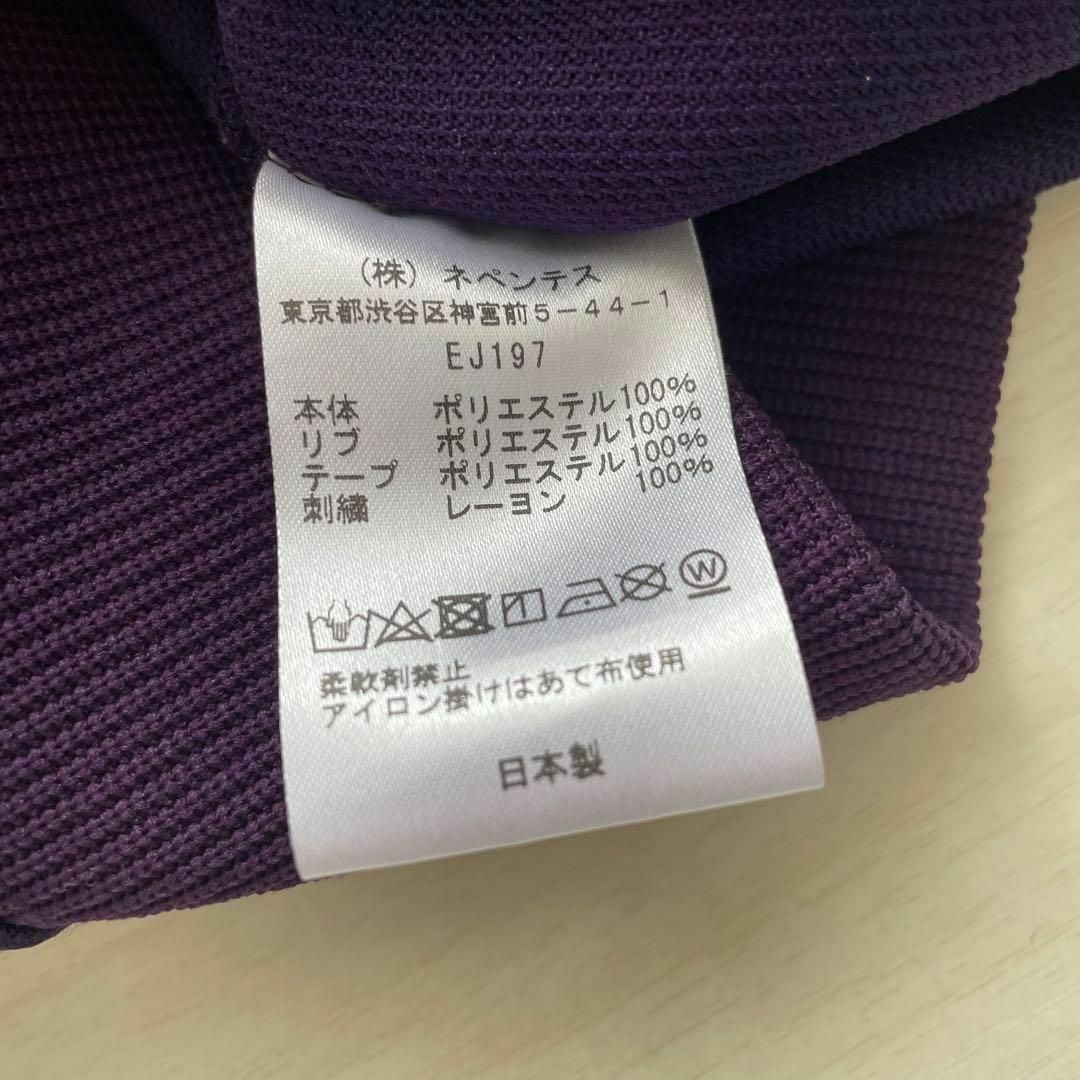 (株) ネペンテス
東京都渋谷区神宮前5-44-1
EJ197
本体 ポリエステル100%
リブ ポリエステル100%
テープ ポリエステル100%
刺繍 レーヨン 100%
W
柔軟剤禁止
アイロン掛けはあて布使用
日本製